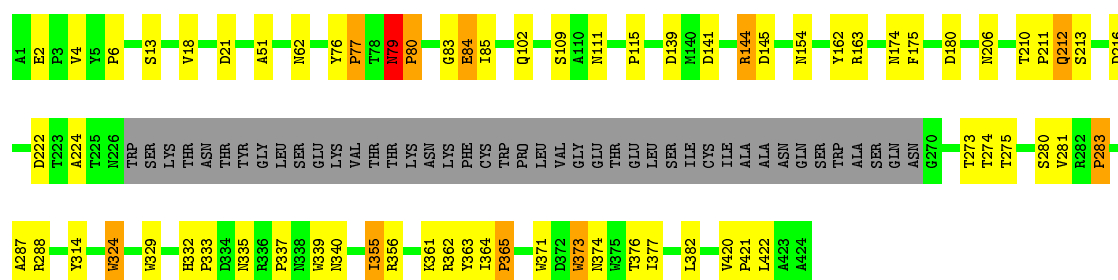 A1 E2 P3 V4 Y5 P6 S13 V18 D21 A51 N62 Y76 P77 T78 N79 P80 G83 E84 I85 Q102 S109 A110 N111 P115 D139 M140 D141 R144 D145 N154 Y162 R163 N174 F175 D180 N206 T210 P211 Q212 S213
D222 T223 A224 T225 N226 TRP SER LYS THR ASN THR TYR GLY LEU SER GLU LYS VAL THR THR LYS ASN LYS PHE CYS TRP PRO LEU VAL GLY GLU THR GLU LEU SER ILE CYS ILE ALA ALA ASN GLN SER TRP ALA SER GLN ASN G270 T273 T274 T275 S280 V281 R282 P283
A287 R288 Y314 W324 W329 H332 P333 D334 N335 R336 P337 N338 W339 N340 I355 R356 K361 R362 Y363 I364 P365 W371 D372 W373 N374 W375 T376 I377 L382 V420 P421 L422 A423 A424